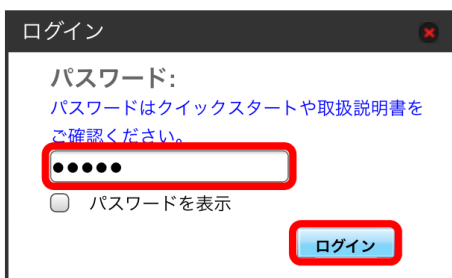 ログイン
パスワード:
パスワードはクイックスタートや取扱説明書を
ご確認ください。
●●●●●
パスワードを表示
ログイン